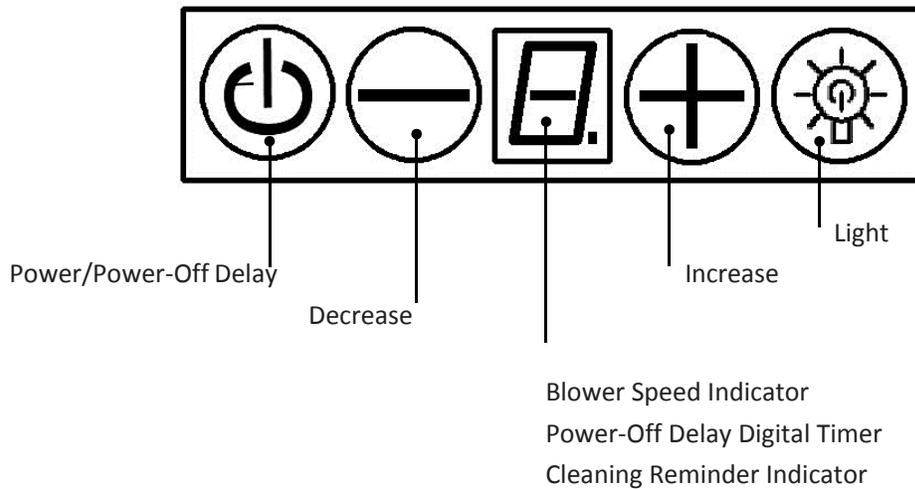 Light
Power/Power-Off Delay
Increase
Decrease
Blower Speed Indicator
Power-Off Delay Digital Timer
Cleaning Reminder Indicator